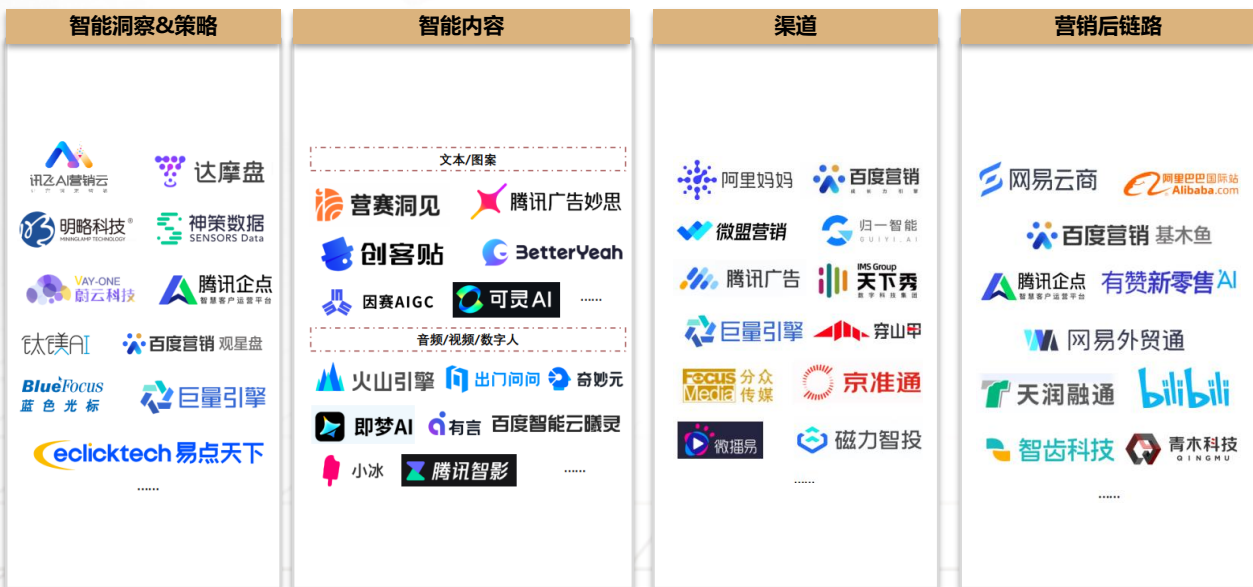 智能洞察&策略
讯飞AI营销云
达摩盘
明略科技®
MININGLAMP TECHNOLOGY
神策数据
SENSORS Data
VAY-ONE
蔚云科技
腾讯企点
智慧客户运营平台
钛镁AI
百度营销 观星盘
BlueFocus
蓝色光标
巨量引擎
eclicktech 易点天下
......
智能内容
文本/图案
营赛洞见
腾讯广告妙思
创客贴
BetterYeah
因赛AIGC
可灵AI
......
音频/视频/数字人
火山引擎
出门问问
奇妙元
即梦AI
有言
百度智能云曦灵
小冰
腾讯智影
......
渠道
阿里妈妈
百度营销
微盟营销
归一智能
GUIYI.AI
腾讯广告
IMS Group
天下秀
数字科技集团
巨量引擎
穿山甲
Focus Media
分众传媒
京准通
微播易
磁力智投
......
营销后链路
网易云商
阿里巴巴国际站
Alibaba.com
百度营销 基木鱼
腾讯企点
智慧客户运营平台
有赞新零售AI
网易外贸通
天润融通
bilibili
智齿科技
青木科技
QINGMU
......